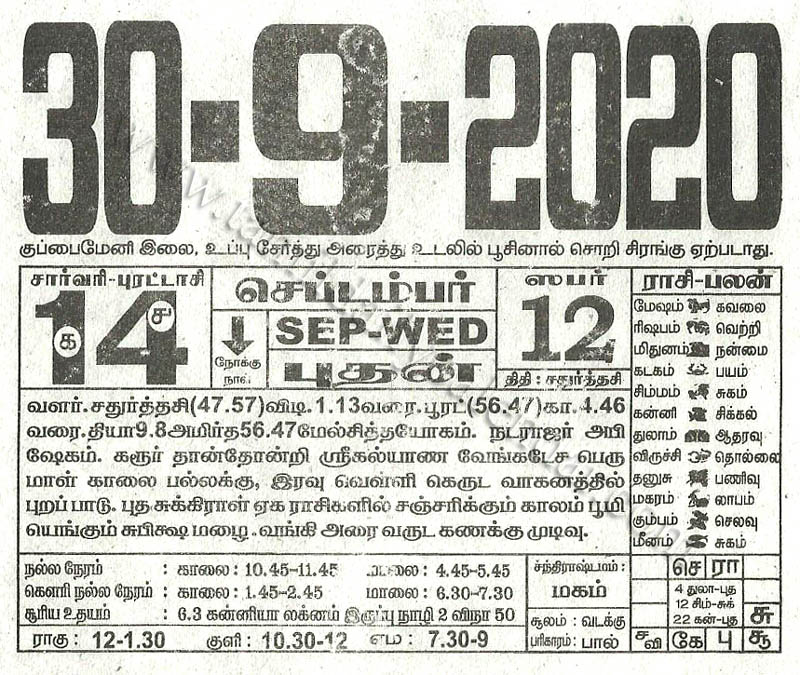 30-9-2020
குப்பைமேனி இலை, உப்பு சேர்த்து அரைத்து உடலில் பூசினால் சொறி சிரங்கு ஏற்படாது.
சார்வரி-புரட்டாசி
14
க ச
செப்டம்பர்
SEP-WED
புதன்
நோக்கு நாள்
ஸபர்
12
திதி : சதுர்த்தசி
வளர். சதுர்த்தசி(47.57)விடி.1.13வரை.பூரட்(56.47)கா.4.46
வரை.தியா9.8அமிர்த56.47மேல்சித்தயோகம். நடராஜர் அபி
ஷேகம். கரூர் தான்தோன்றி ஸ்ரீகல்யாண வேங்கடேச பெரு
மாள் காலை பல்லக்கு, இரவு வெள்ளி கெருட வாகனத்தில்
புறப்பாடு. புத சுக்கிராள் ஏக ராசிகளில் சஞ்சரிக்கும் காலம் பூமி
யெங்கும் சுபிக்ஷ மழை. வங்கி அரை வருட கணக்கு முடிவு.
ராசி-பலன்
மேஷம் கவலை
ரிஷபம் வெற்றி
மிதுனம் நன்மை
கடகம் பயம்
சிம்மம் சுகம்
கன்னி சிக்கல்
துலாம் ஆதரவு
விருச்சி தொல்லை
தனுசு பணிவு
மகரம் லாபம்
கும்பம் செலவு
மீனம் சுகம்
நல்ல நேரம் : காலை : 10.45-11.45 மாலை : 4.45-5.45
கௌரி நல்ல நேரம் : காலை : 1.45-2.45 மாலை : 6.30-7.30
சூரிய உதயம் : 6.3 கன்னியா லக்னம் இருப்பு நாழி 2 விநா 50
ராகு : 12-1.30 குளி : 10.30-12 எம : 7.30-9
சந்திராஷ்டமம் :
மகம்
சூலம் : வடக்கு
பரிகாரம் : பால்
செ ரா
4 துலா-புத
12 சிம்-சுக்
22 கன்-புத
சவி கே பு சூ